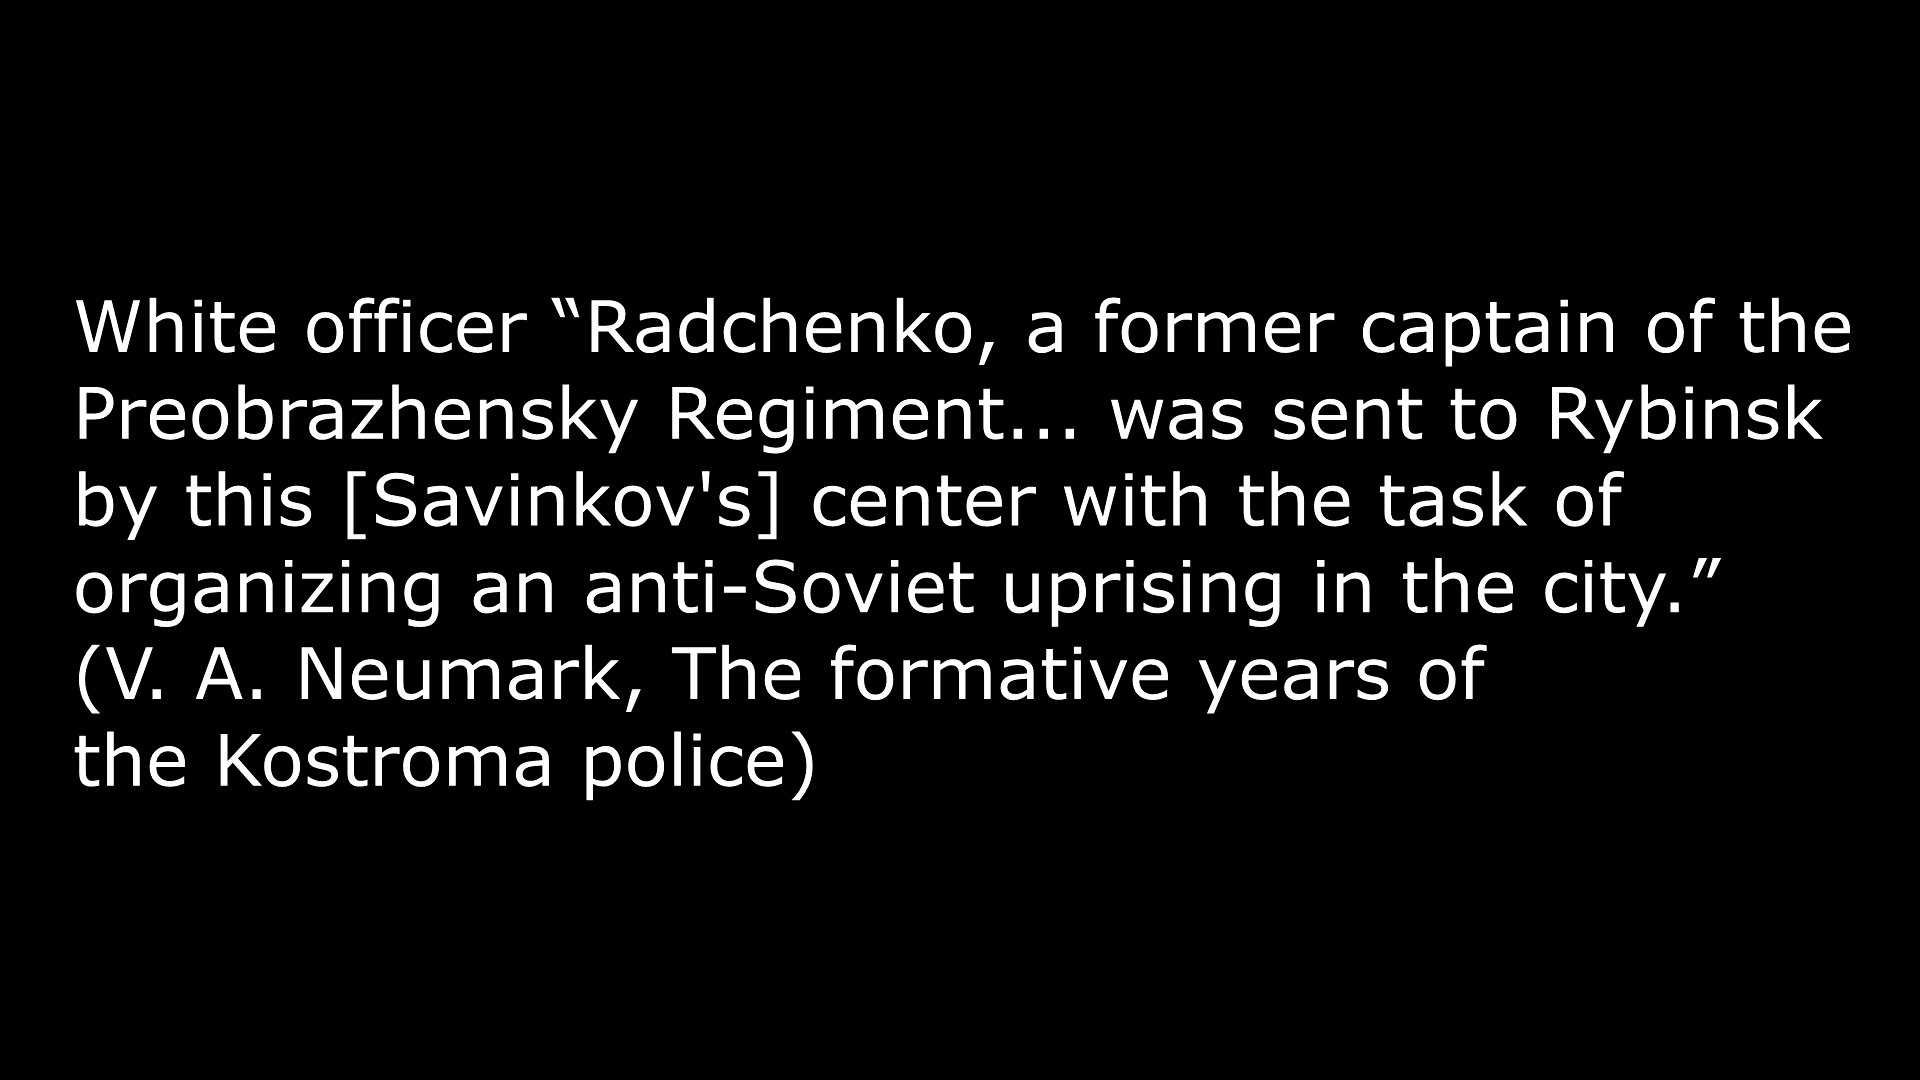 White officer “Radchenko, a former captain of the
Preobrazhensky Regiment... was sent to Rybinsk
by this [Savinkov's] center with the task of
organizing an anti-Soviet uprising in the city.”
(V. A. Neumark, The formative years of
the Kostroma police)